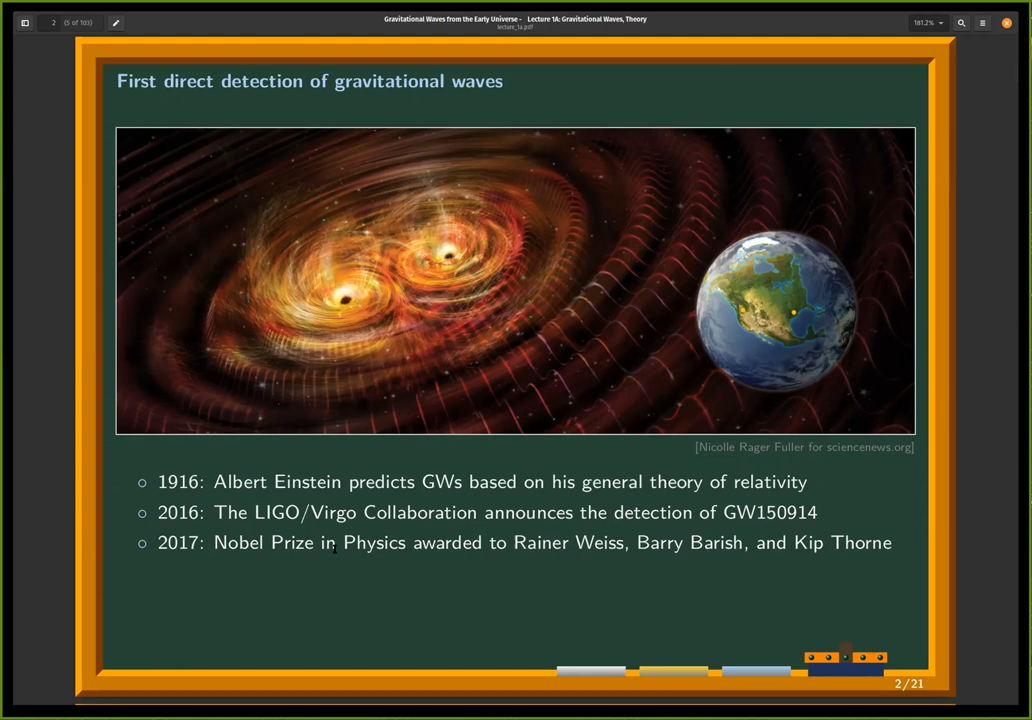 2 (5 of 103)
Gravitational Waves from the Early Universe - Lecture 1A: Gravitational Waves, Theory
lecture_1a.pdf
181.2%
First direct detection of gravitational waves
[Nicolle Rager Fuller for sciencenews.org]
1916: Albert Einstein predicts GWs based on his general theory of relativity
2016: The LIGO/Virgo Collaboration announces the detection of GW150914
2017: Nobel Prize in Physics awarded to Rainer Weiss, Barry Barish, and Kip Thorne
2/21